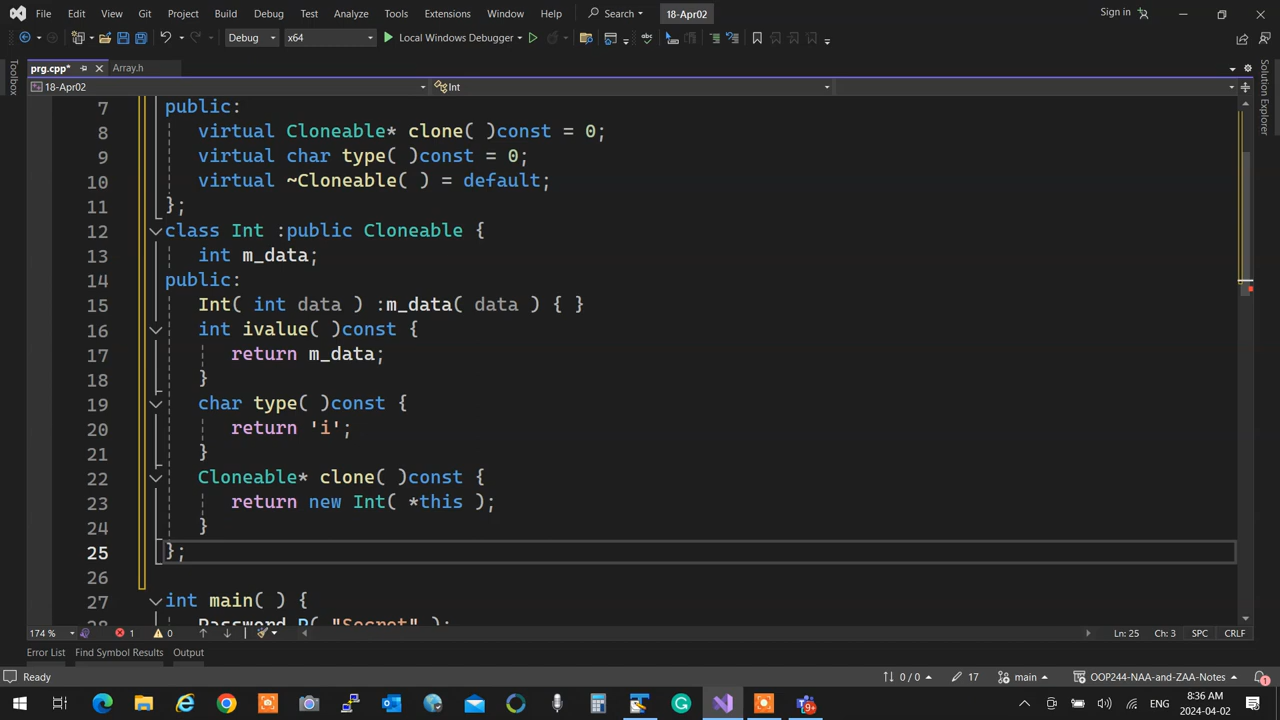 File Edit View Git Project Build Debug Test Analyze Tools Extensions Window Help Search 18-Apr02 Sign in
Debug x64 Local Windows Debugger
prg.cpp* Array.h
18-Apr02 Int
Toolbox
Solution Explorer
7 public:
8 virtual Cloneable* clone( )const = 0;
9 virtual char type( )const = 0;
10 virtual ~Cloneable( ) = default;
11 };
12 class Int :public Cloneable {
13 int m_data;
14 public:
15 Int( int data ) :m_data( data ) { }
16 int ivalue( )const {
17 return m_data;
18 }
19 char type( )const {
20 return 'i';
21 }
22 Cloneable* clone( )const {
23 return new Int( *this );
24 }
25 };
26
27 int main( ) {
Password P( "Secret" );
174 % 1 0 Ln: 25 Ch: 3 SPC CRLF
Error List Find Symbol Results Output
Ready 0 / 0 17 main OOP244-NAA-and-ZAA-Notes 1
9+ ENG 8:36 AM
2024-04-02